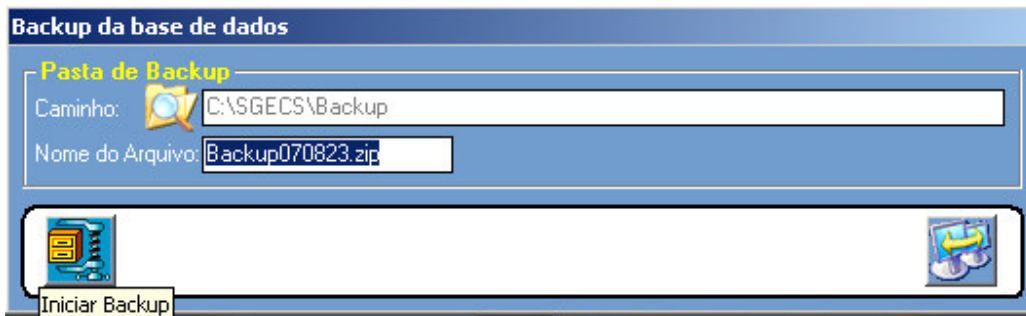 Backup da base de dados
Pasta de Backup
Caminho: C:\SGECS\Backup
Nome do Arquivo: Backup070823.zip
Iniciar Backup